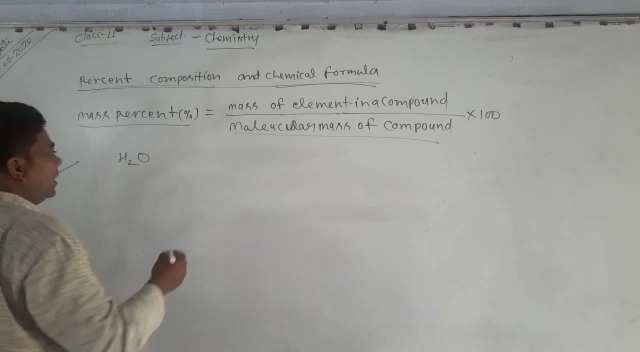 Class-11 Subject - Chemistry
Percent Composition and chemical formula
mass percent (%) = mass of element in a compound / Maleucular mass of compound ×100
H₂O